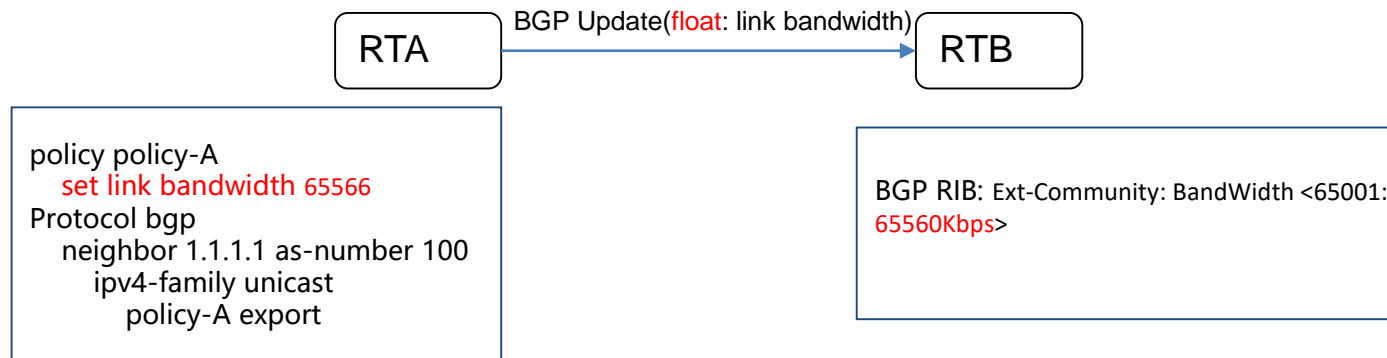 BGP Update(float: link bandwidth)
RTA
RTB
policy policy-A
set link bandwidth 65566
Protocol bgp
neighbor 1.1.1.1 as-number 100
ipv4-family unicast
policy-A export
BGP RIB: Ext-Community: BandWidth <65001:
65560Kbps>